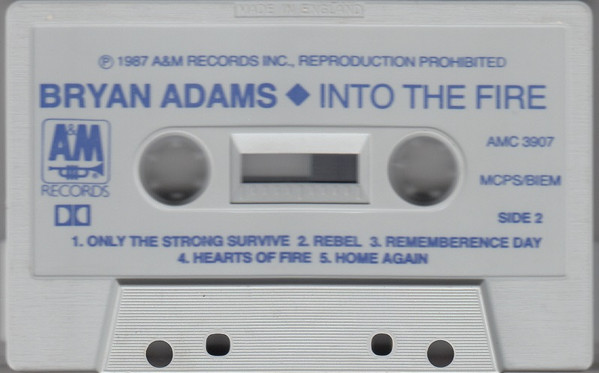 MADE IN ENGLAND
℗ 1987 A&M RECORDS INC., REPRODUCTION PROHIBITED
BRYAN ADAMS ◆ INTO THE FIRE
A&M
RECORDS
AMC 3907
MCPS/BIEM
SIDE 2
1. ONLY THE STRONG SURVIVE 2. REBEL 3. REMEMBERENCE DAY
4. HEARTS OF FIRE 5. HOME AGAIN